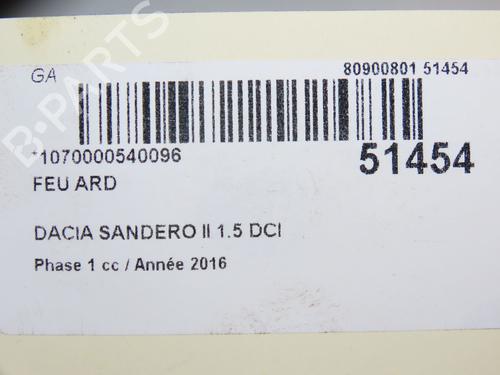 GA 80900801 51454
*1070000540096 51454
FEU ARD
DACIA SANDERO II 1.5 DCI
Phase 1 cc / Année 2016
B-PARTS